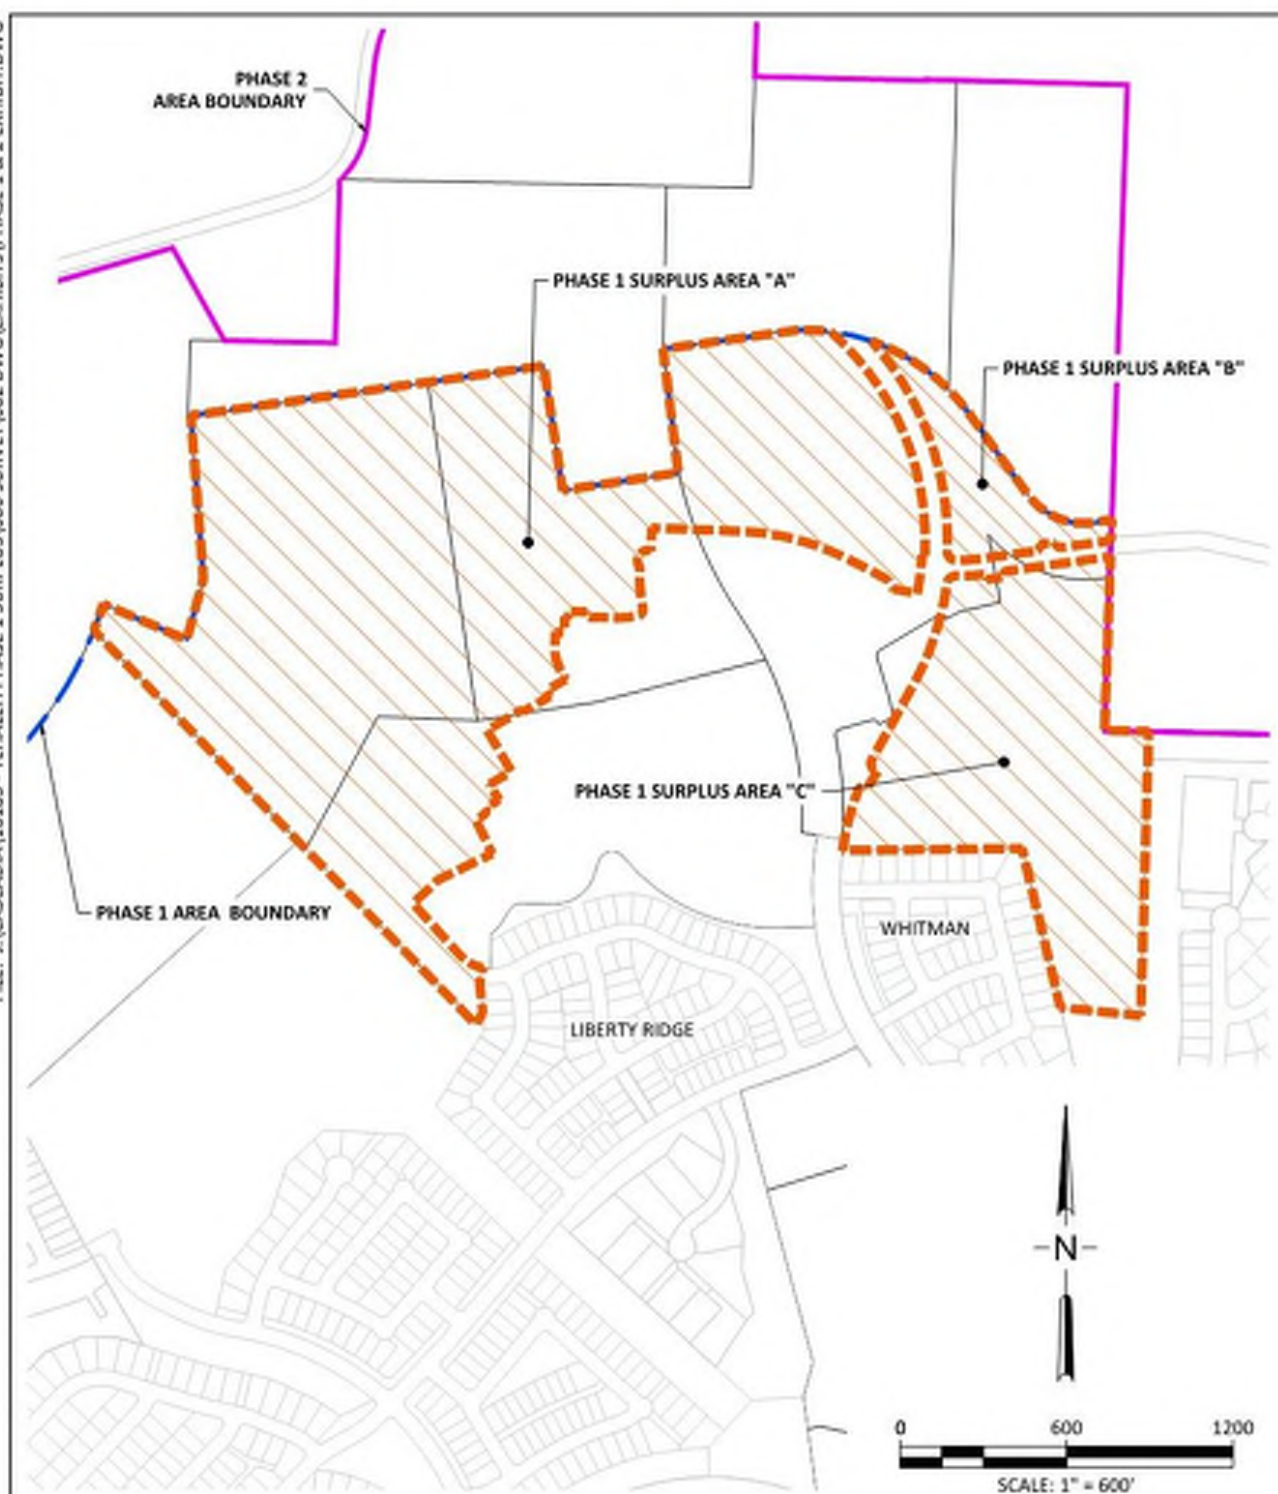 PHASE 2
AREA BOUNDARY
PHASE 1 SURPLUS AREA "A"
PHASE 1 SURPLUS AREA "B"
PHASE 1 SURPLUS AREA "C"
PHASE 1 AREA BOUNDARY
WHITMAN
LIBERTY RIDGE
N
0 600 1200
SCALE: 1" = 600'